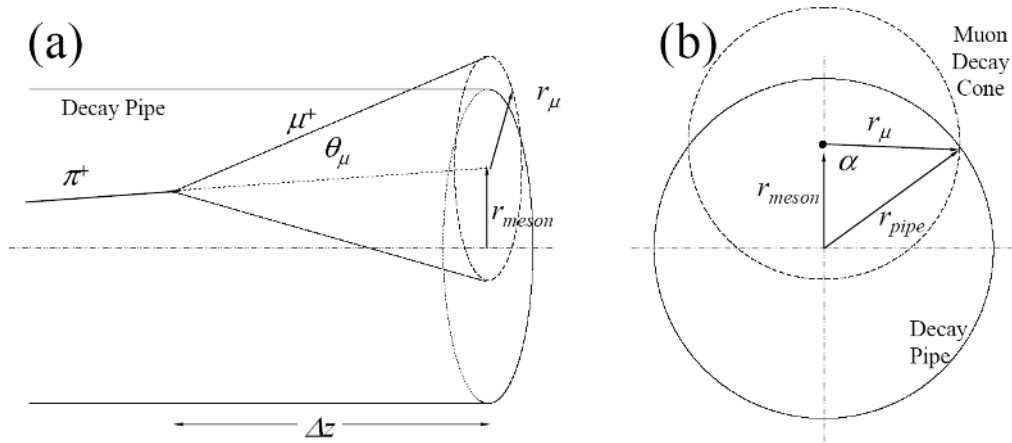 (a)
Decay Pipe
π⁺
μ⁺
θ_μ
r_μ
r_meson
Δz
(b)
Muon
Decay
Cone
r_μ
α
r_meson
r_pipe
Decay
Pipe